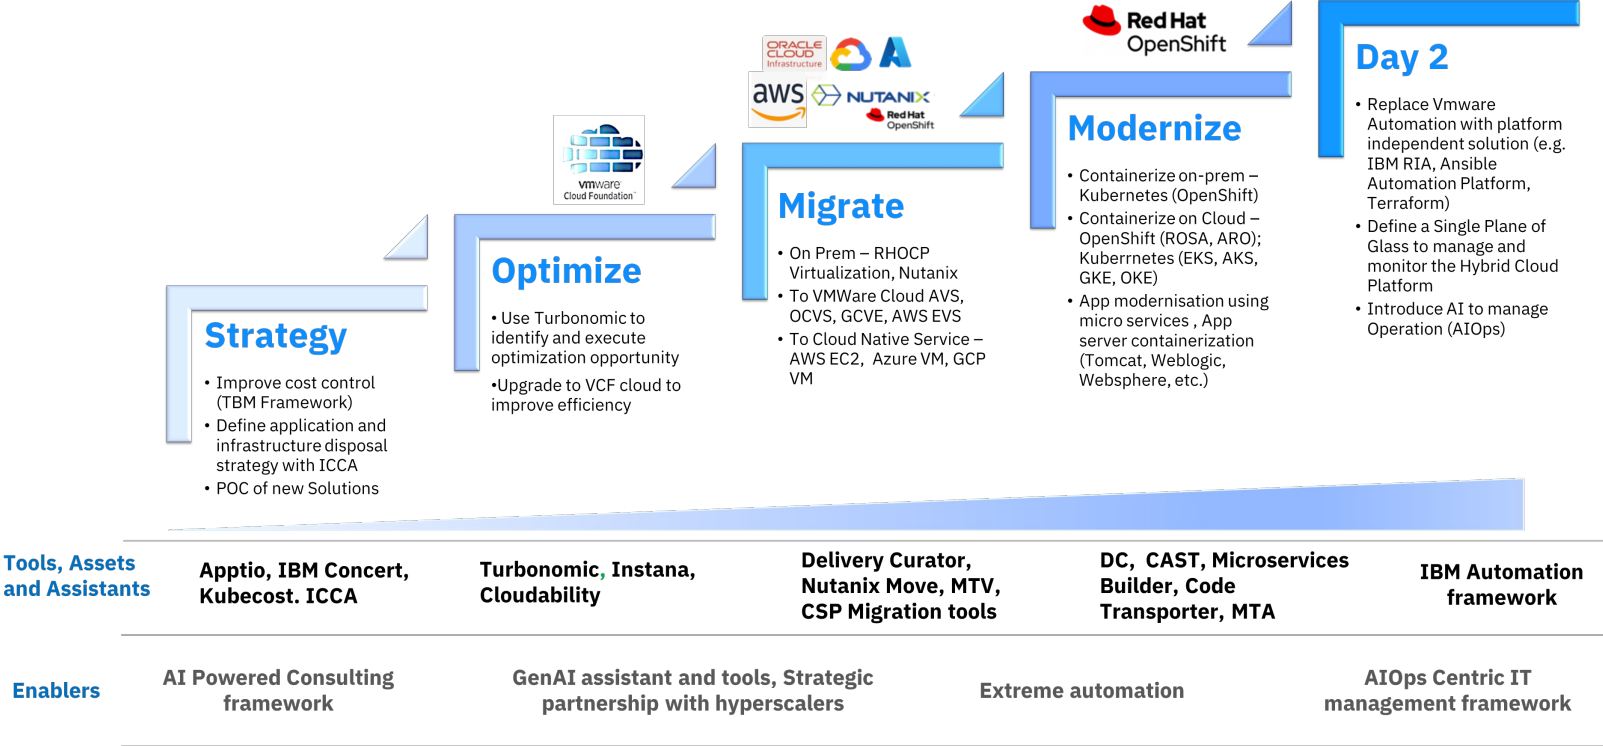 Strategy
• Improve cost control
(TBM Framework)
• Define application and
infrastructure disposal
strategy with ICCA
• POC of new Solutions
vmware
Cloud Foundation™
Optimize
• Use Turbonomic to
identify and execute
optimization opportunity
•Upgrade to VCF cloud to
improve efficiency
ORACLE
CLOUD
Infrastructure
aws
NUTANIX
Red Hat
OpenShift
Migrate
• On Prem – RHOCP
Virtualization, Nutanix
• To VMWare Cloud AVS,
OCVS, GCVE, AWS EVS
• To Cloud Native Service –
AWS EC2, Azure VM, GCP
VM
Red Hat
OpenShift
Modernize
• Containerize on-prem –
Kubernetes (OpenShift)
• Containerize on Cloud –
OpenShift (ROSA, ARO);
Kuberrnetes (EKS, AKS,
GKE, OKE)
• App modernisation using
micro services , App
server containerization
(Tomcat, Weblogic,
Websphere, etc.)
Day 2
• Replace Vmware
Automation with platform
independent solution (e.g.
IBM RIA, Ansible
Automation Platform,
Terraform)
• Define a Single Plane of
Glass to manage and
monitor the Hybrid Cloud
Platform
• Introduce AI to manage
Operation (AIOps)
Tools, Assets
and Assistants
Apptio, IBM Concert,
Kubecost. ICCA
Turbonomic, Instana,
Cloudability
Delivery Curator,
Nutanix Move, MTV,
CSP Migration tools
DC, CAST, Microservices
Builder, Code
Transporter, MTA
IBM Automation
framework
Enablers
AI Powered Consulting
framework
GenAI assistant and tools, Strategic
partnership with hyperscalers
Extreme automation
AIOps Centric IT
management framework